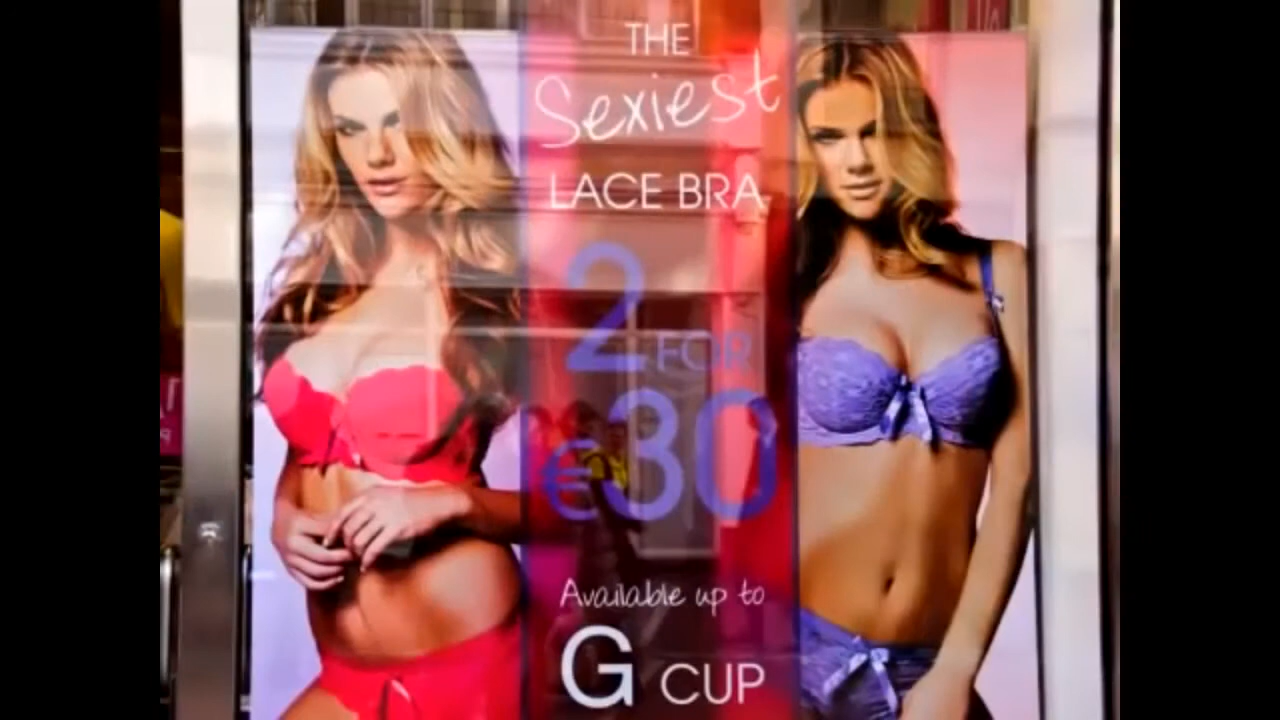 THE
Sexiest
LACE BRA
2 FOR
€30
Available up to
G CUP